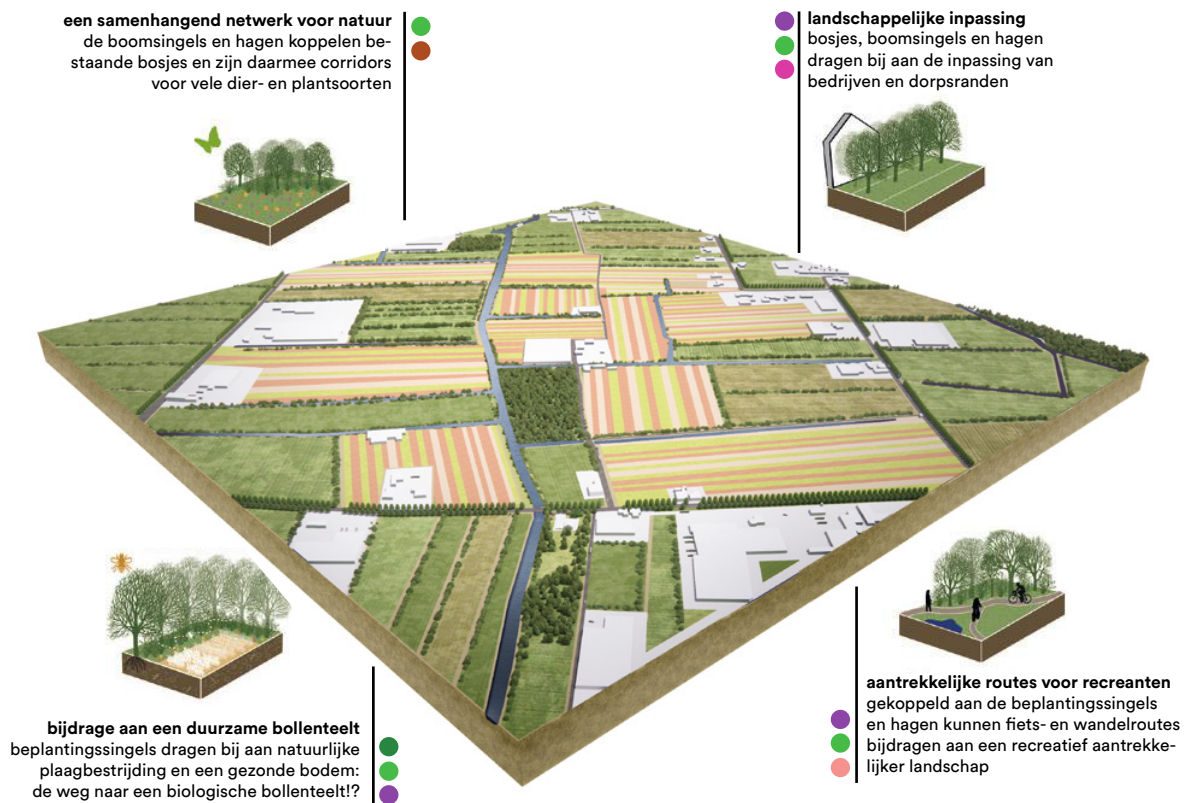 een samenhangend netwerk voor natuur
de boomsingels en hagen koppelen be-
staande bosjes en zijn daarmee corridors
voor vele dier- en plantsoorten
landschappelijke inpassing
bosjes, boomsingels en hagen
dragen bij aan de inpassing van
bedrijven en dorpsranden
bijdrage aan een duurzame bollenteelt
beplantingssingels dragen bij aan natuurlijke
plaagbestrijding en een gezonde bodem:
de weg naar een biologische bollenteelt!?
aantrekkelijke routes voor recreanten
gekoppeld aan de beplantingssingels
en hagen kunnen fiets- en wandelroutes
bijdragen aan een recreatief aantrekke-
lijker landschap